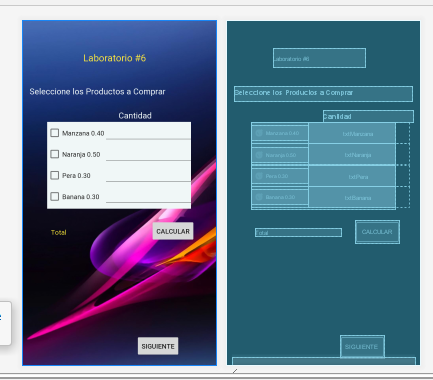 Laboratorio #6
Seleccione los Productos a Comprar
Cantidad
Manzana 0.40
Naranja 0.50
Pera 0.30
Banana 0.30
Total
CALCULAR
SIGUIENTE
Laboratorio #6
Seleccione los Productos a Comprar
Cantidad
Manzana 0.40 txtManzana
Naranja 0.50 txtNaranja
Pera 0.30 txtPera
Banana 0.30 txtBanana
Total
CALCULAR
SIGUIENTE